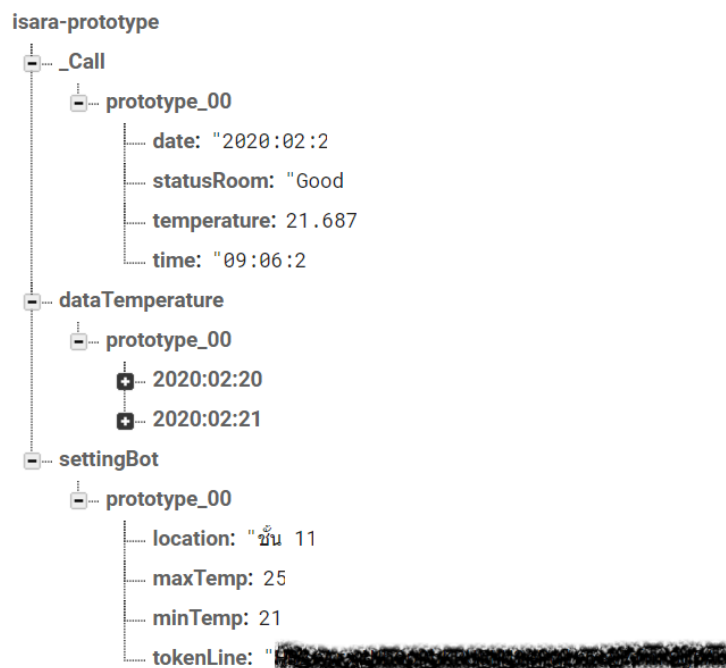 isara-prototype
_Call
prototype_00
date: "2020:02:2
statusRoom: "Good
temperature: 21.687
time: "09:06:2
dataTemperature
prototype_00
2020:02:20
2020:02:21
settingBot
prototype_00
location: "ชั้น 11
maxTemp: 25
minTemp: 21
tokenLine: "